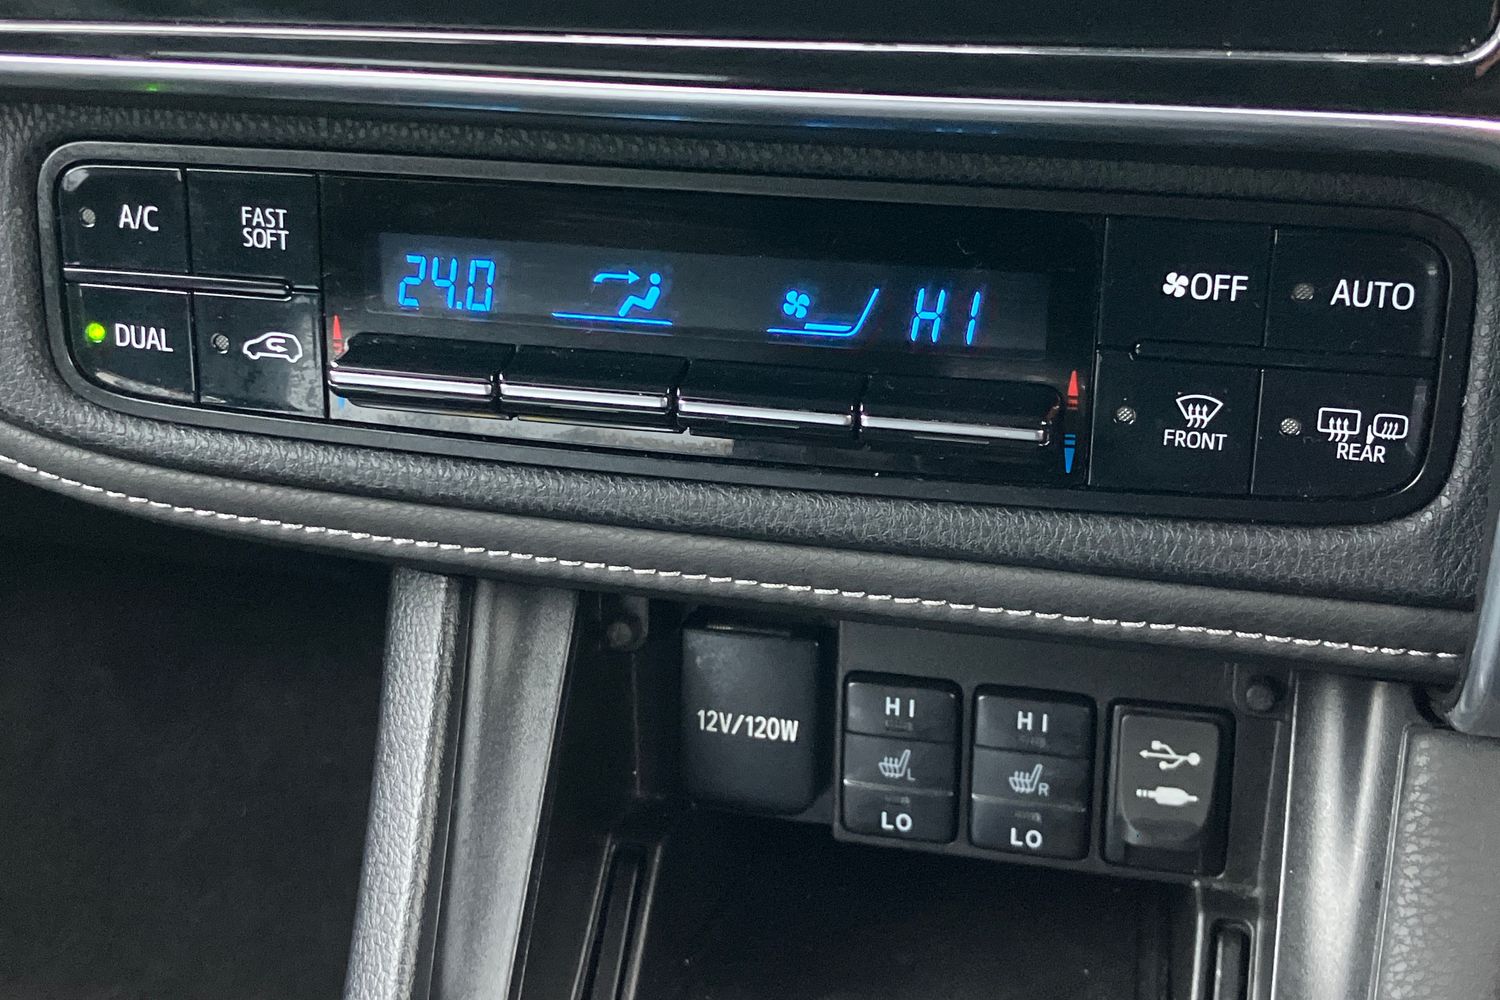 A/C
FAST
SOFT
24.0
HI
OFF
AUTO
DUAL
FRONT
REAR
12V/120W
HI
L
LO
HI
R
LO